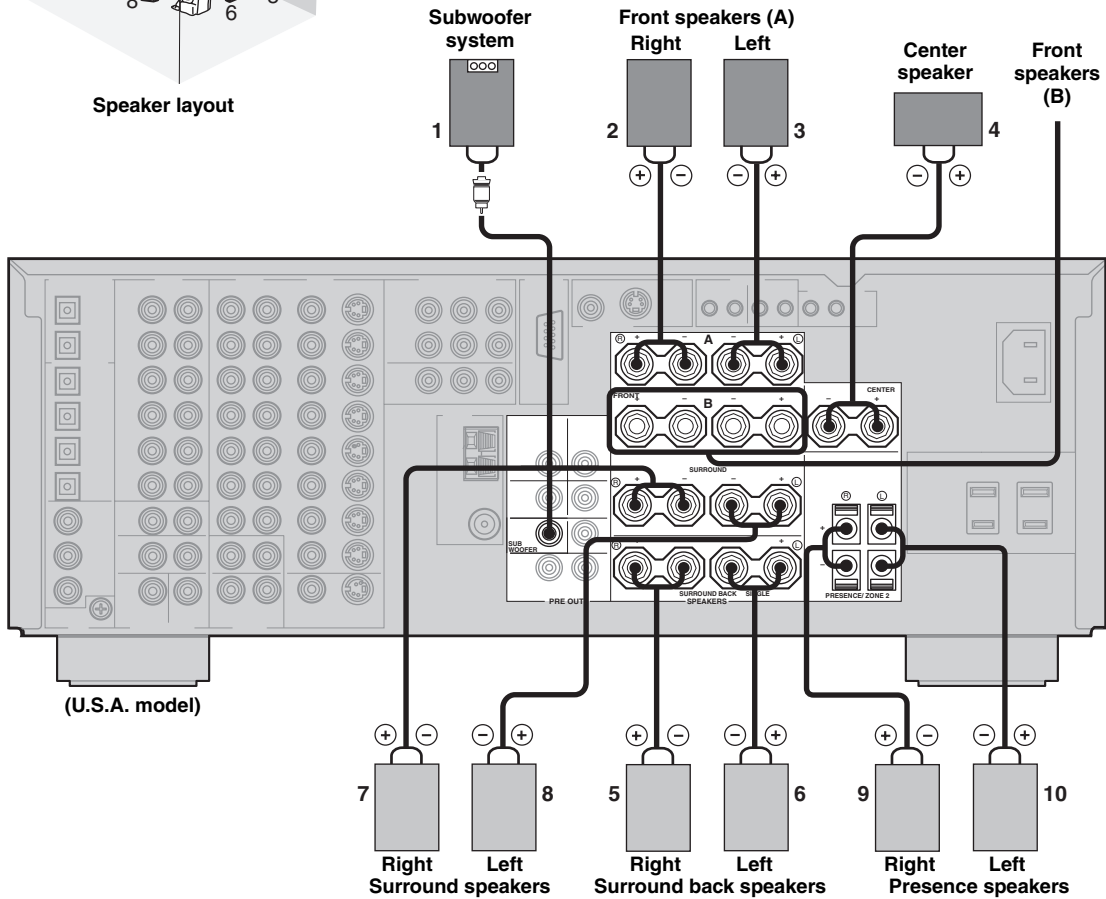 8
6
Speaker layout
Subwoofer
system
1
Front speakers (A)
Right Left
2 3
Center
speaker
4
Front
speakers
(B)
+ − − +
− +
R + − A − + L
FRONT
+ − B − +
CENTER
− +
SURROUND
R + − − + L
SUB
WOOFER
R + L
SURROUND BACK SINGLE
SPEAKERS
PRE OUT
R L
+
−
PRESENCE/ ZONE 2
(U.S.A. model)
+ − − + + − − + + − − +
7 8 5 6 9 10
Right Left Right Left Right Left
Surround speakers Surround back speakers Presence speakers